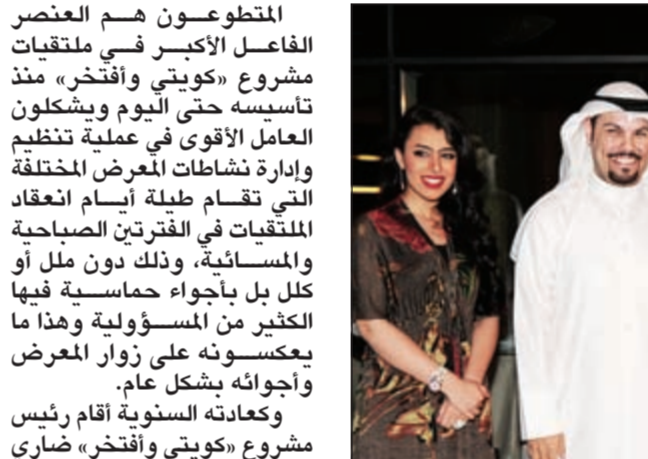 المتطوعون هم العنصر
الفاعل الأكبر في ملتقيات
مشروع «كويتي وأفتخر» منذ
تأسيسه حتى اليوم ويشكلون
العامل الأقوى في عملية تنظيم
وإدارة نشاطات المعرض المختلفة
التي تقام طيلة أيام انعقاد
الملتقيات في الفترتين الصباحية
والمسائية، وذلك دون ملل أو
كلل بل بأجواء حماسية فيها
الكثير من المسؤولية وهذا ما
يعكسونه على زوار المعرض
وأجوائه بشكل عام.
وكعادته السنوية أقام رئيس
مشروع «كويتي وأفتخر» ضاري